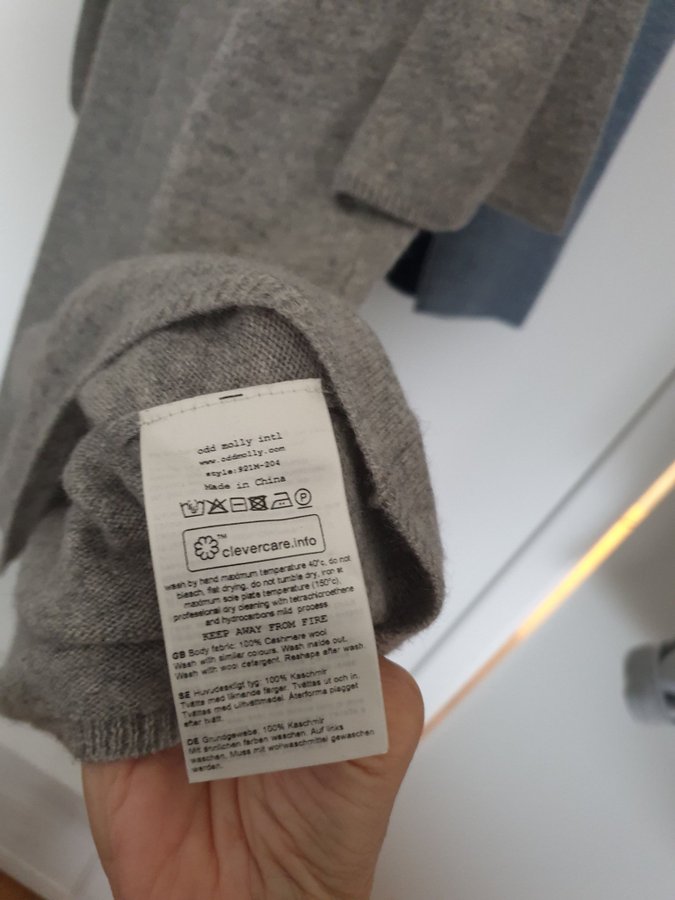 odd molly intl
www.oddmolly.com
style:921M-204
Made in China
clevercare.info™
wash by hand maximum temperature 40°c, do not
bleach, flat drying, do not tumble dry, iron at
maximum sole plate temperature (150°c),
professional dry cleaning with tetrachloroethene
and hydrocarbons mild process
KEEP AWAY FROM FIRE
GB Body fabric: 100% Cashmere wool
Wash with similar colours. Wash inside out.
Wash with wool detergent. Reshape after wash.
SE Huvudsakligt tyg: 100% Kaschmir
Tvätta med liknande färger. Tvättas ut och in.
Tvättas med ulltvättmedel. Återforma plagget
efter tvätt.
DE Grundgewebe: 100% Kaschmir
Mit ähnlichen farben waschen. Auf links
waschen. Muss mit wollwaschmittel gewaschen
werden.